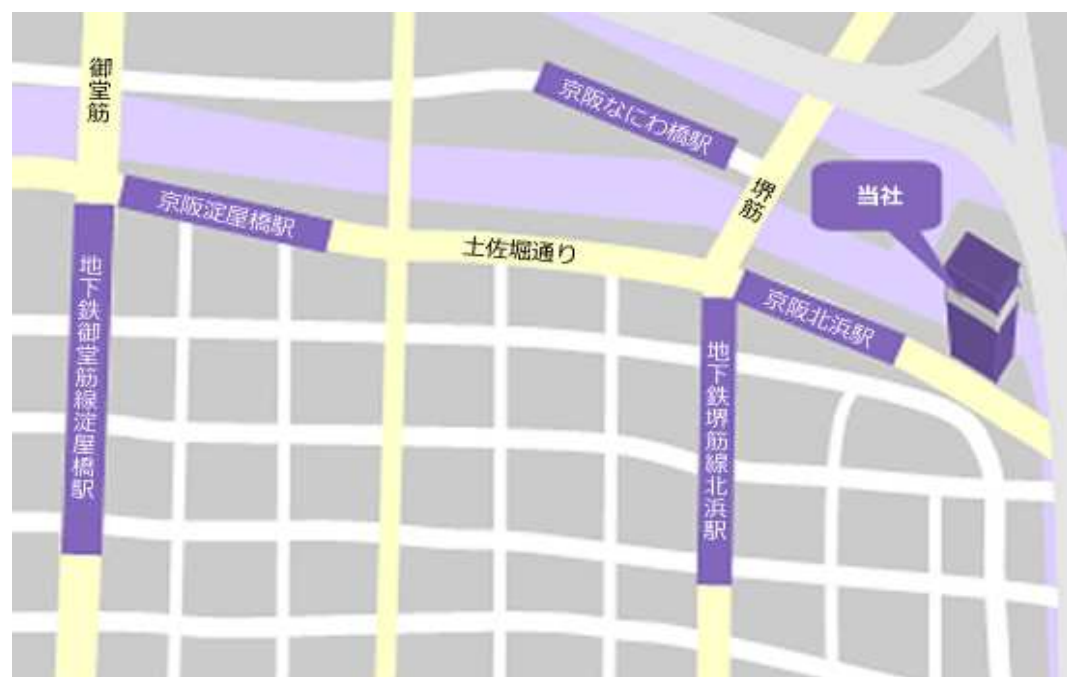 御堂筋
京阪なにわ橋駅
堺筋
当社
京阪淀屋橋駅
土佐堀通り
地下鉄御堂筋線淀屋橋駅
京阪北浜駅
地下鉄堺筋線北浜駅